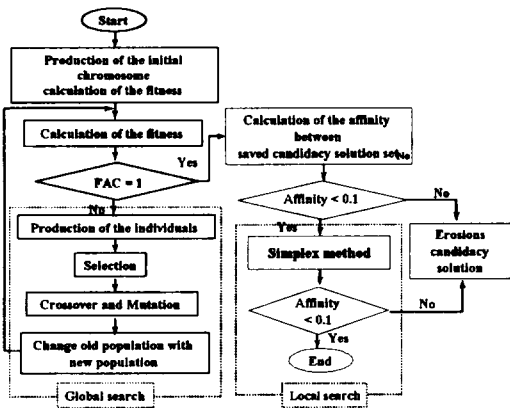 Start
Production of the initial
chromosome
calculation of the fitness
Calculation of the fitness
Yes
FAC = 1
No
Production of the individuals
Selection
Crossover and Mutation
Change old population with
new population
Global search
Calculation of the affinity
between
saved candidacy solution set
No
Affinity < 0.1
No
Yes
Simplex method
Erosions
candidacy
solution
Affinity
< 0.1
No
Yes
End
Local search